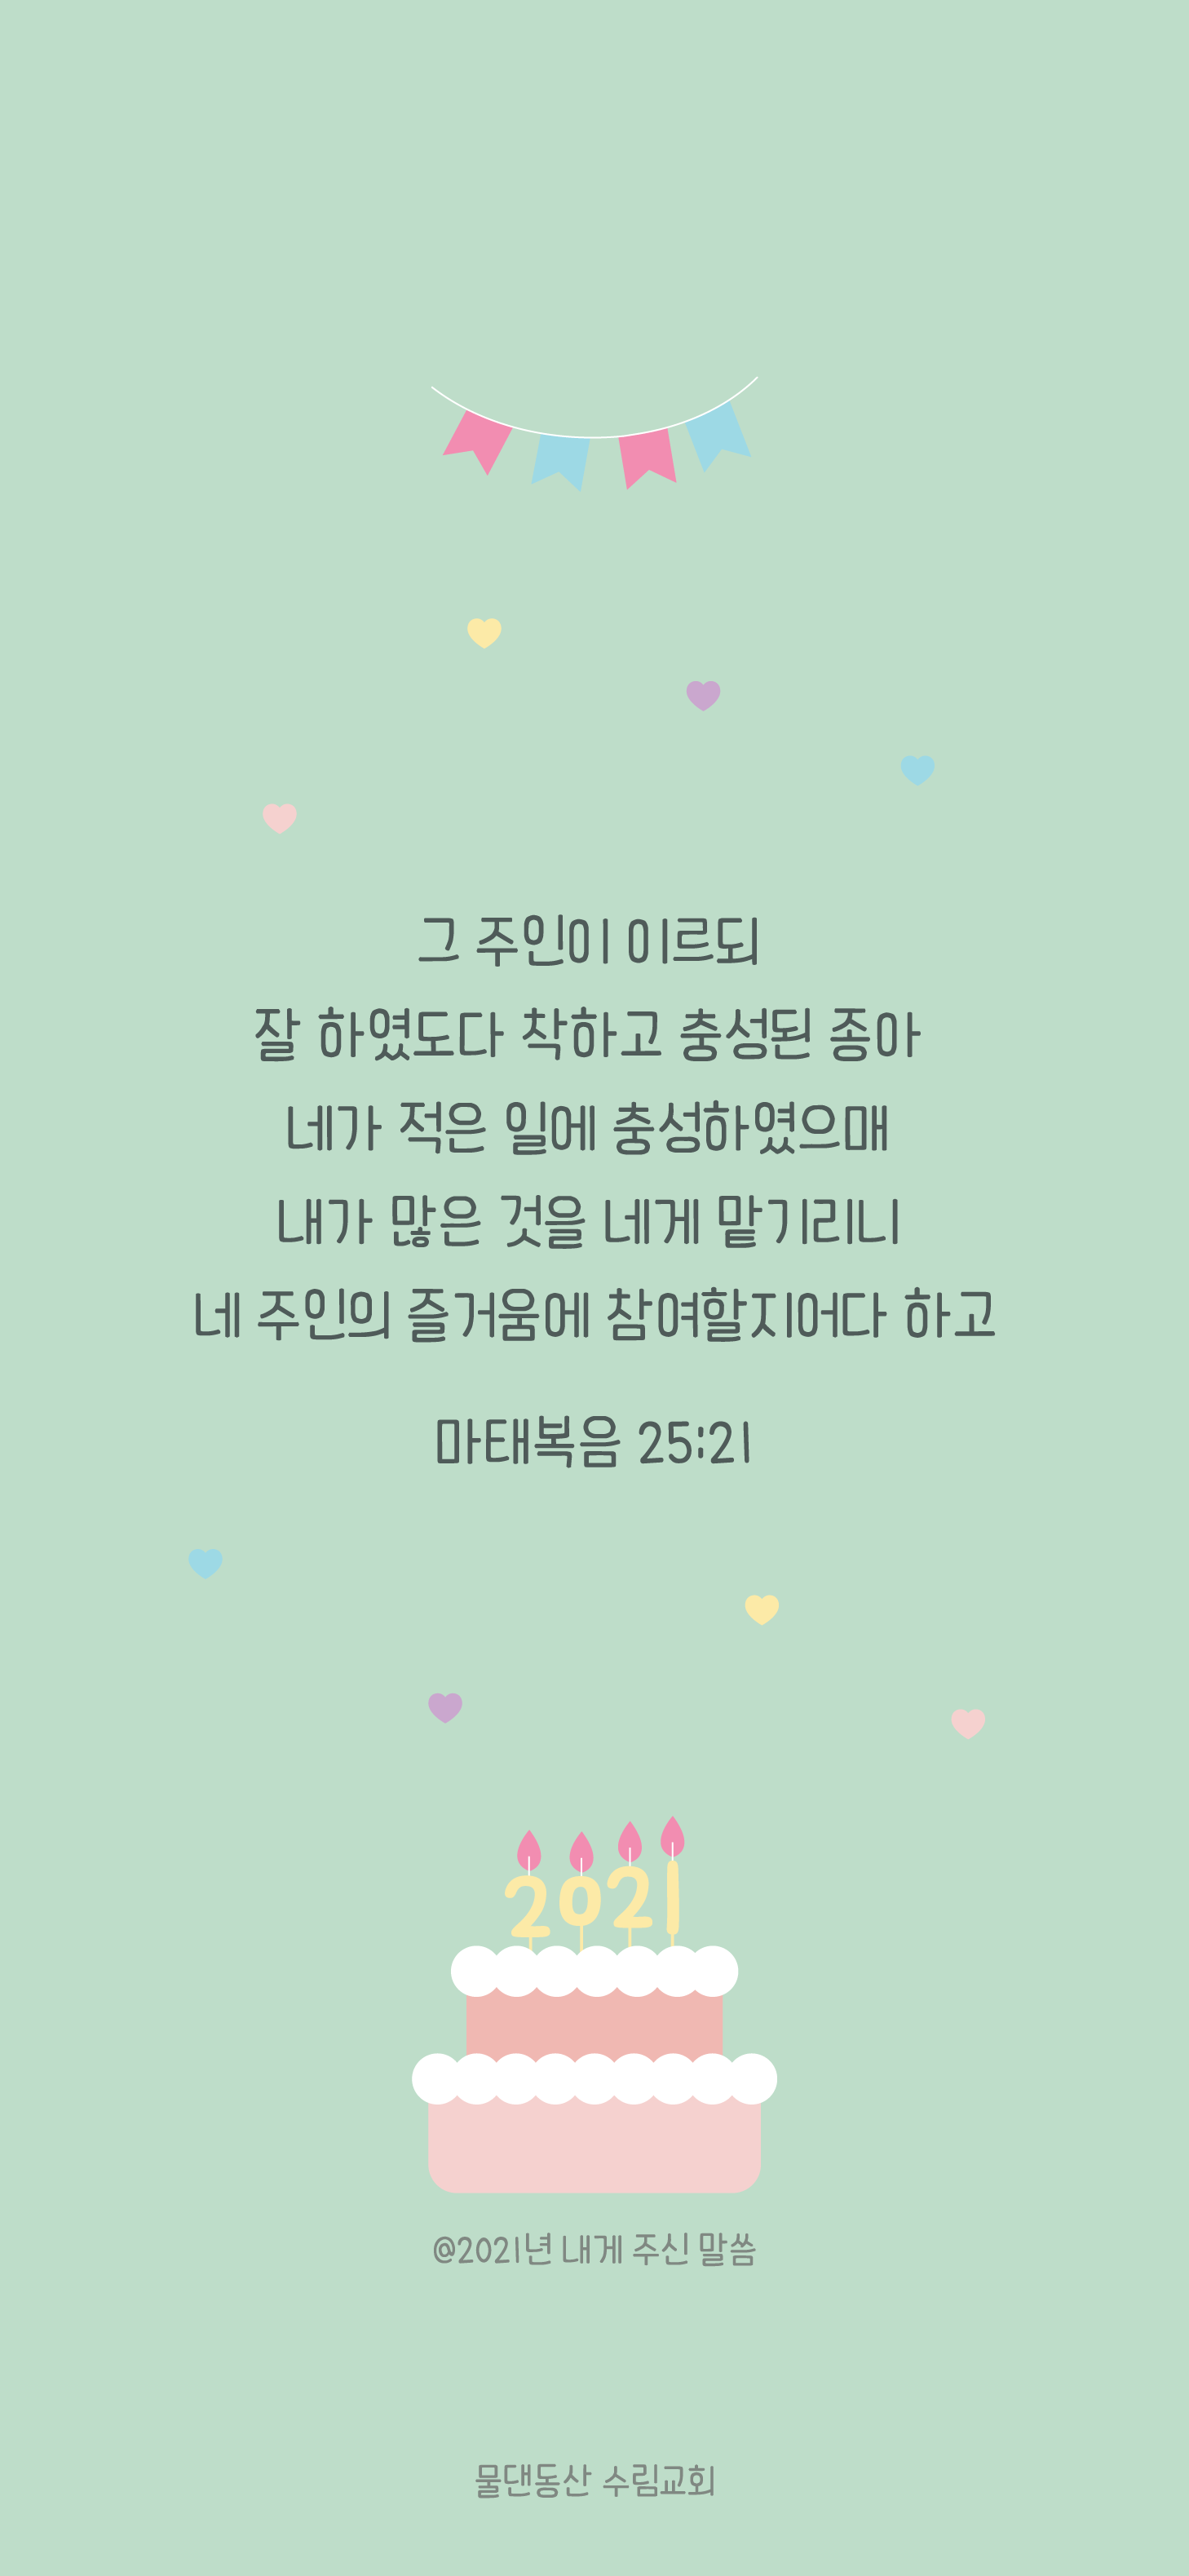 그 주인이 이르되
잘 하였도다 착하고 충성된 종아
네가 적은 일에 충성하였으매
내가 많은 것을 네게 맡기리니
네 주인의 즐거움에 참여할지어다 하고
마태복음 25:21
2021
@2021년 내게 주신 말씀
물댄동산 수림교회